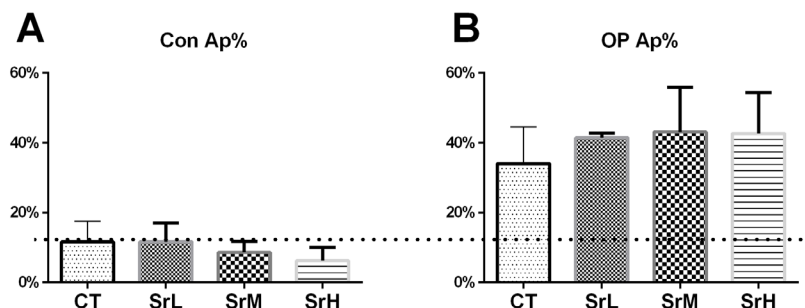 A
Con Ap%
60%
40%
20%
0%
CT SrL SrM SrH
B
OP Ap%
60%
40%
20%
0%
CT SrL SrM SrH